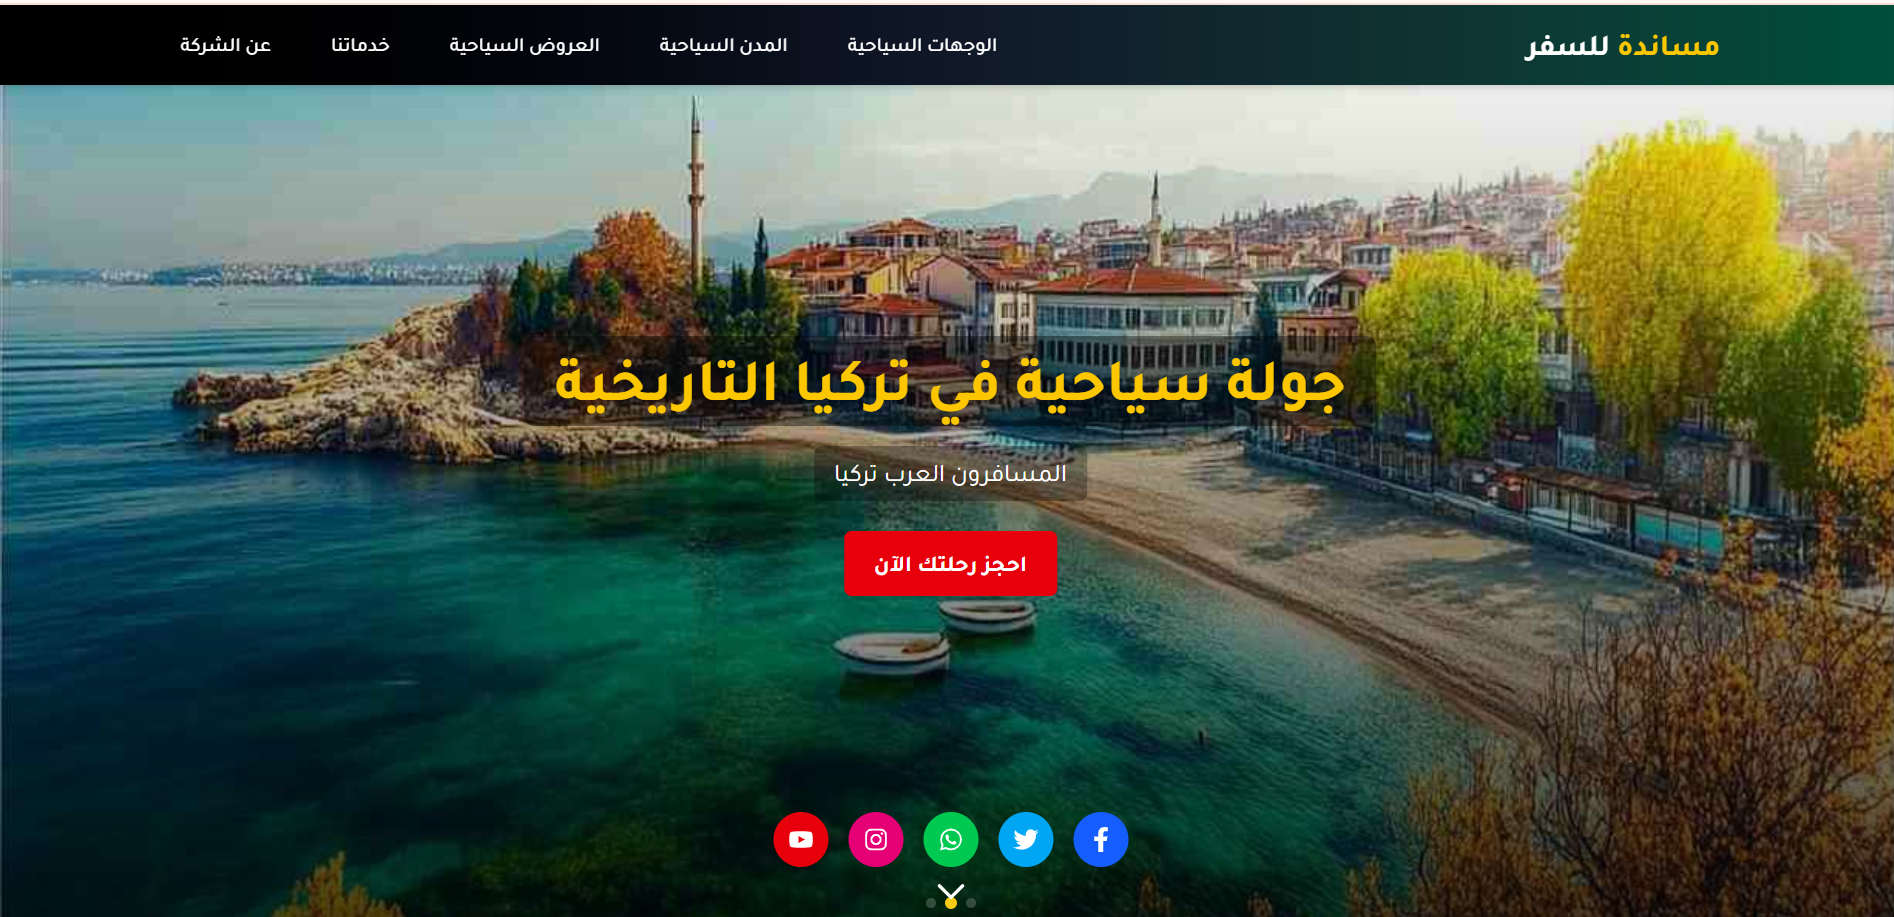 مساندة للسفر
الوجهات السياحية
المدن السياحية
العروض السياحية
خدماتنا
عن الشركة
جولة سياحية في تركيا التاريخية
المسافرون العرب تركيا
احجز رحلتك الآن